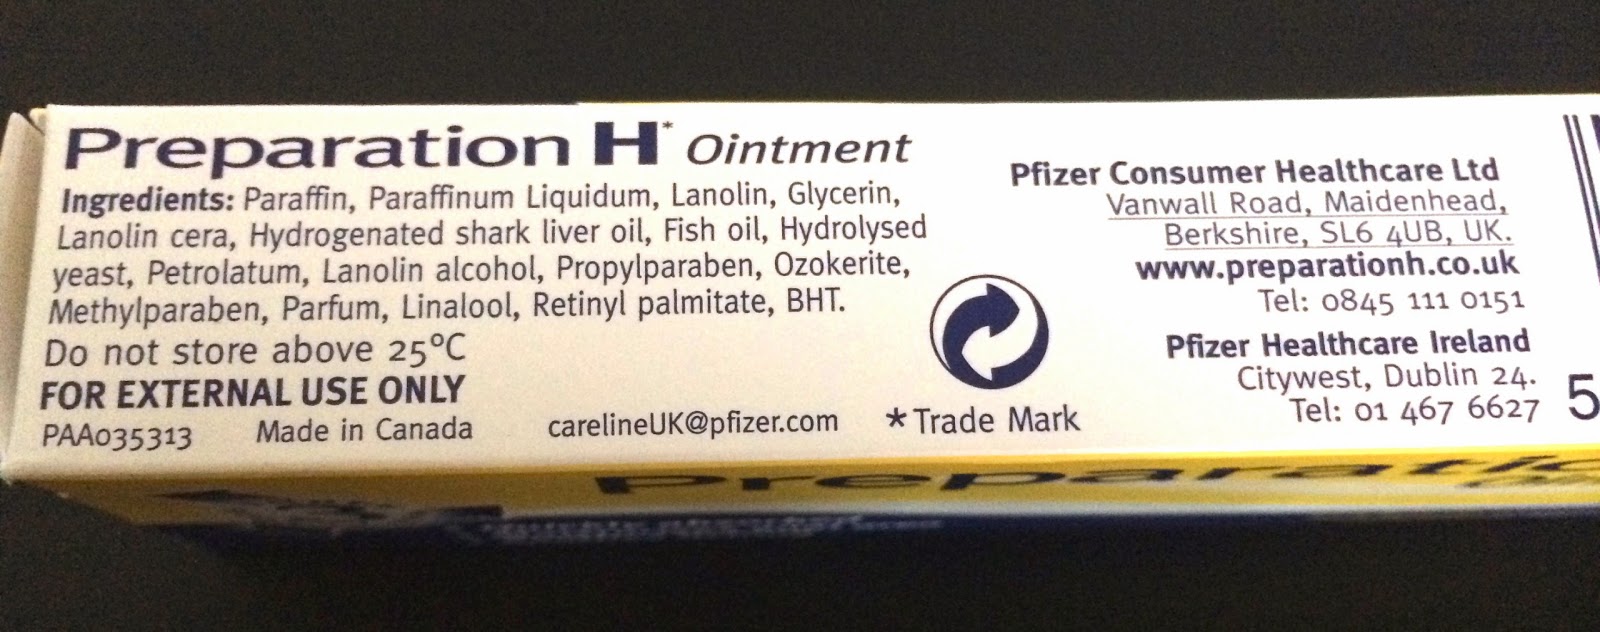 Preparation H* Ointment
Ingredients: Paraffin, Paraffinum Liquidum, Lanolin, Glycerin,
Lanolin cera, Hydrogenated shark liver oil, Fish oil, Hydrolysed
yeast, Petrolatum, Lanolin alcohol, Propylparaben, Ozokerite,
Methylparaben, Parfum, Linalool, Retinyl palmitate, BHT.
Do not store above 25°C
FOR EXTERNAL USE ONLY
PAA035313 Made in Canada
carelineUK@pfizer.com
*Trade Mark
Pfizer Consumer Healthcare Ltd
Vanwall Road, Maidenhead,
Berkshire, SL6 4UB, UK.
www.preparationh.co.uk
Tel: 0845 111 0151
Pfizer Healthcare Ireland
Citywest, Dublin 24.
Tel: 01 467 6627
5
Preparatio